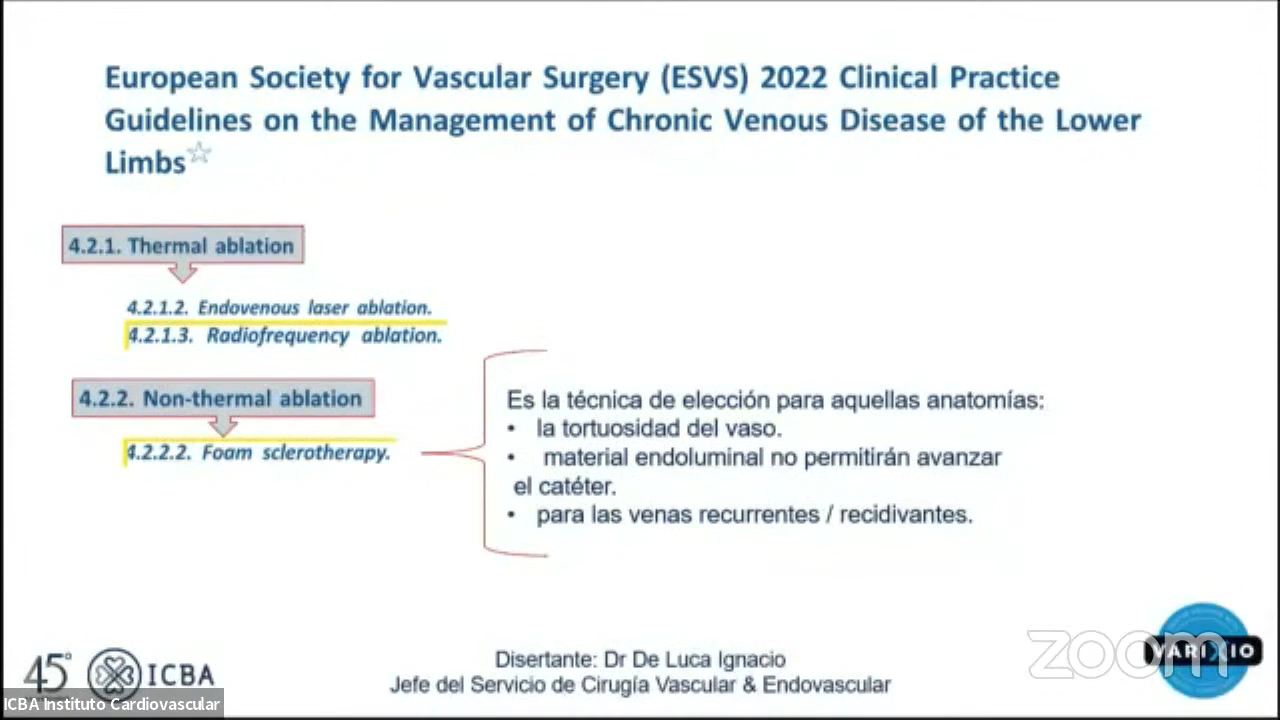 European Society for Vascular Surgery (ESVS) 2022 Clinical Practice
Guidelines on the Management of Chronic Venous Disease of the Lower
Limbs☆
4.2.1. Thermal ablation
4.2.1.2. Endovenous laser ablation.
4.2.1.3. Radiofrequency ablation.
4.2.2. Non-thermal ablation
4.2.2.2. Foam sclerotherapy.
Es la técnica de elección para aquellas anatomías:
• la tortuosidad del vaso.
• material endoluminal no permitirán avanzar
el catéter.
• para las venas recurrentes / recidivantes.
45° ICBA
Disertante: Dr De Luca Ignacio
Jefe del Servicio de Cirugía Vascular & Endovascular
zoom
VARIXIO
ICBA Instituto Cardiovascular